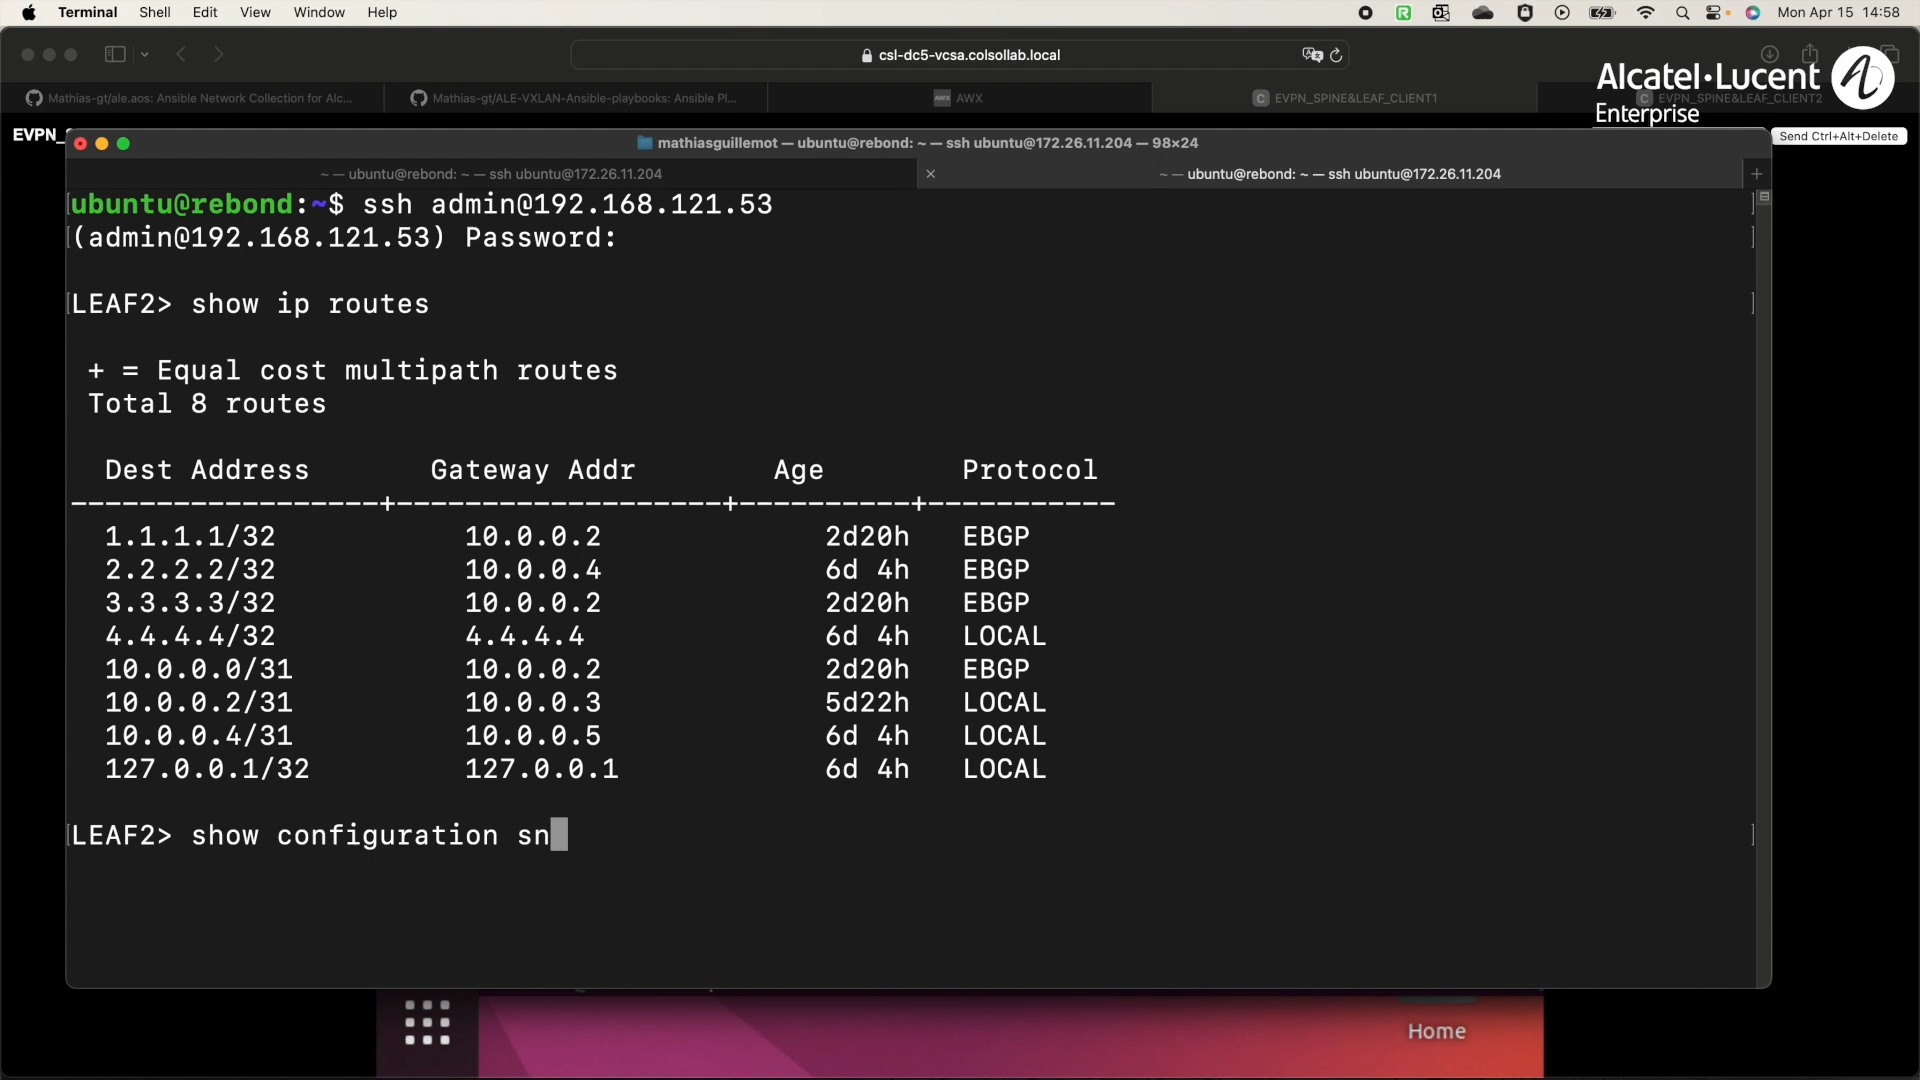 Terminal Shell Edit View Window Help Mon Apr 15 14:58
csl-dc5-vcsa.colsollab.local
Mathias-gt/ale.aos: Ansible Network Collection for Alc... Mathias-gt/ALE-VXLAN-Ansible-playbooks: Ansible Pl... AWX EVPN_SPINE&LEAF_CLIENT1 EVPN_SPINE&LEAF_CLIENT2
Alcatel·Lucent
Enterprise
EVPN_
Send Ctrl+Alt+Delete
mathiasguillemot — ubuntu@rebond: ~ — ssh ubuntu@172.26.11.204 — 98×24
~ — ubuntu@rebond: ~ — ssh ubuntu@172.26.11.204 ~ — ubuntu@rebond: ~ — ssh ubuntu@172.26.11.204
[ubuntu@rebond:~$ ssh admin@192.168.121.53 ]
[(admin@192.168.121.53) Password: ]
[LEAF2> show ip routes ]
+ = Equal cost multipath routes
Total 8 routes
Dest Address Gateway Addr Age Protocol
------------------+-------------------+----------+-----------
1.1.1.1/32 10.0.0.2 2d20h EBGP
2.2.2.2/32 10.0.0.4 6d 4h EBGP
3.3.3.3/32 10.0.0.2 2d20h EBGP
4.4.4.4/32 4.4.4.4 6d 4h LOCAL
10.0.0.0/31 10.0.0.2 2d20h EBGP
10.0.0.2/31 10.0.0.3 5d22h LOCAL
10.0.0.4/31 10.0.0.5 6d 4h LOCAL
127.0.0.1/32 127.0.0.1 6d 4h LOCAL
[LEAF2> show configuration sn ]
Home